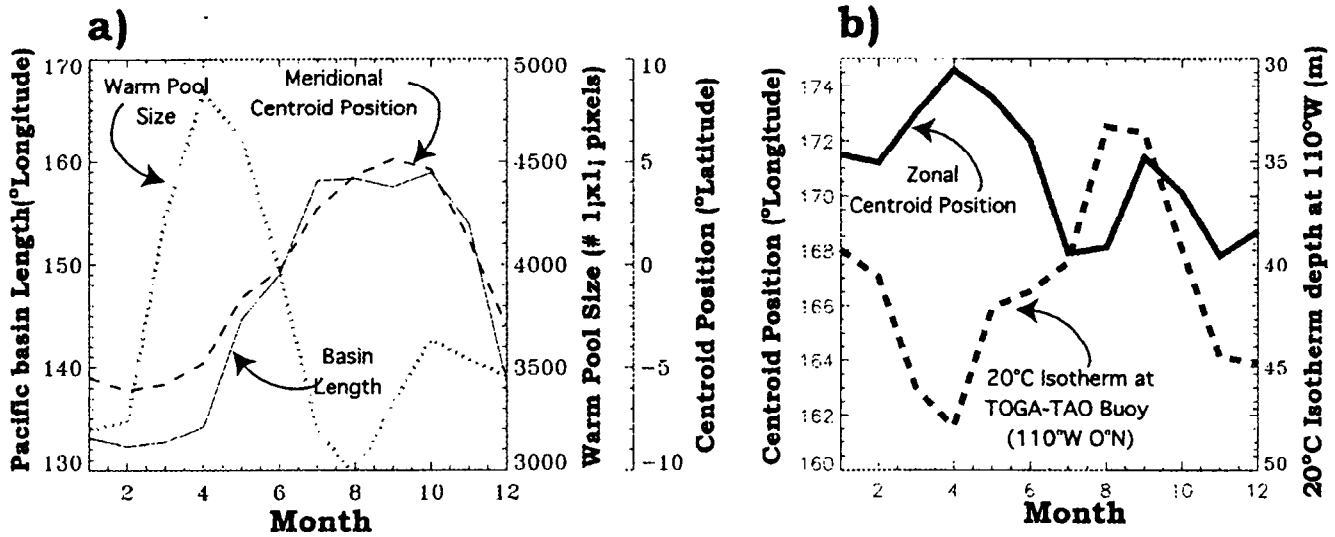 a)
Pacific basin Length(°Longitude)
170
160
150
140
130
Warm Pool
Size
Meridional
Centroid Position
Basin
Length
2
4
6
8
10
12
Month
5000
4500
4000
3500
3000
Warm Pool Size (# 1¡x1¡ pixels)
10
5
0
-5
-10
Centroid Position (°Latitude)
b)
Centroid Position (°Longitude)
174
172
170
168
166
164
162
160
Zonal
Centroid Position
20°C Isotherm at
TOGA-TAO Buoy
(110°W 0°N)
2
4
6
8
10
12
Month
30
35
40
45
50
20°C Isotherm depth at 110°W (m)